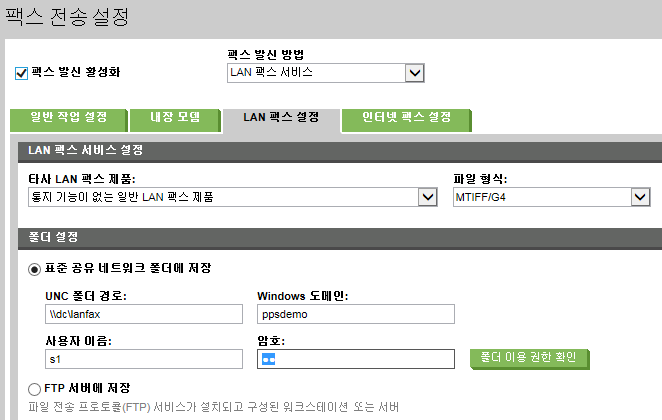 팩스 전송 설정
팩스 발신 방법
팩스 발신 활성화
LAN 팩스 서비스
일반 작업 설정 내장 모뎀 LAN 팩스 설정 인터넷 팩스 설정
LAN 팩스 서비스 설정
타사 LAN 팩스 제품: 파일 형식:
통지 기능이 없는 일반 LAN 팩스 제품 MTIFF/G4
폴더 설정
표준 공유 네트워크 폴더에 저장
UNC 폴더 경로: Windows 도메인:
\\dc\lanfax ppsdemo
사용자 이름: 암호:
s1 ●● 폴더 이용 권한 확인
FTP 서버에 저장
파일 전송 프로토콜(FTP) 서비스가 설치되고 구성된 워크스테이션 또는 서버